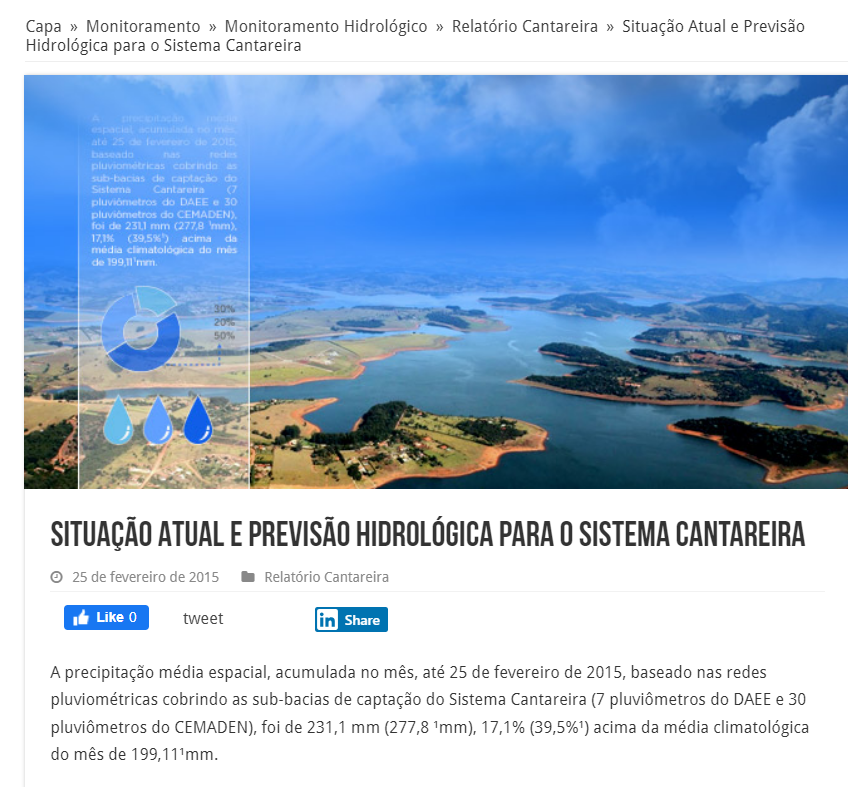 Capa » Monitoramento » Monitoramento Hidrológico » Relatório Cantareira » Situação Atual e Previsão
Hidrológica para o Sistema Cantareira
A precipitação média
espacial, acumulada no mês,
até 25 de fevereiro de 2015,
baseado nas redes
pluviométricas cobrindo as
sub-bacias de captação do
Sistema Cantareira (7
pluviômetros do DAEE e 30
pluviômetros do CEMADEN),
foi de 231,1 mm (277,8 ¹mm),
17,1% (39,5%¹) acima da
média climatológica do mês
de 199,11¹mm.
30%
20%
50%
SITUAÇÃO ATUAL E PREVISÃO HIDROLÓGICA PARA O SISTEMA CANTAREIRA
25 de fevereiro de 2015 Relatório Cantareira
Like 0 tweet in Share
A precipitação média espacial, acumulada no mês, até 25 de fevereiro de 2015, baseado nas redes
pluviométricas cobrindo as sub-bacias de captação do Sistema Cantareira (7 pluviômetros do DAEE e 30
pluviômetros do CEMADEN), foi de 231,1 mm (277,8 ¹mm), 17,1% (39,5%¹) acima da média climatológica
do mês de 199,11¹mm.